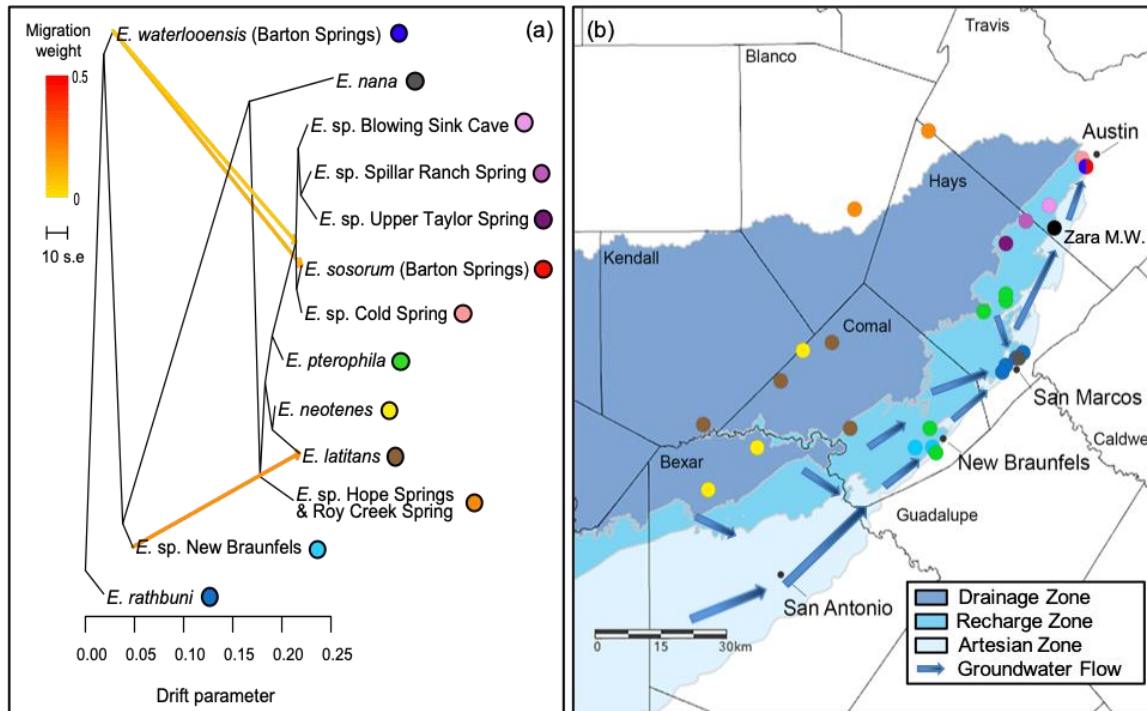 Migration
weight
0.5
0
10 s.e
(a)
E. waterlooensis (Barton Springs)
E. nana
E. sp. Blowing Sink Cave
E. sp. Spillar Ranch Spring
E. sp. Upper Taylor Spring
E. sosorum (Barton Springs)
E. sp. Cold Spring
E. pterophila
E. neotenes
E. latitans
E. sp. Hope Springs
& Roy Creek Spring
E. sp. New Braunfels
E. rathbuni
0.00 0.05 0.10 0.15 0.20 0.25
Drift parameter
(b)
Travis
Blanco
Austin
Hays
Zara M.W.
Kendall
Comal
San Marcos
Caldwe
New Braunfels
Bexar
Guadalupe
San Antonio
0 15 30km
Drainage Zone
Recharge Zone
Artesian Zone
Groundwater Flow